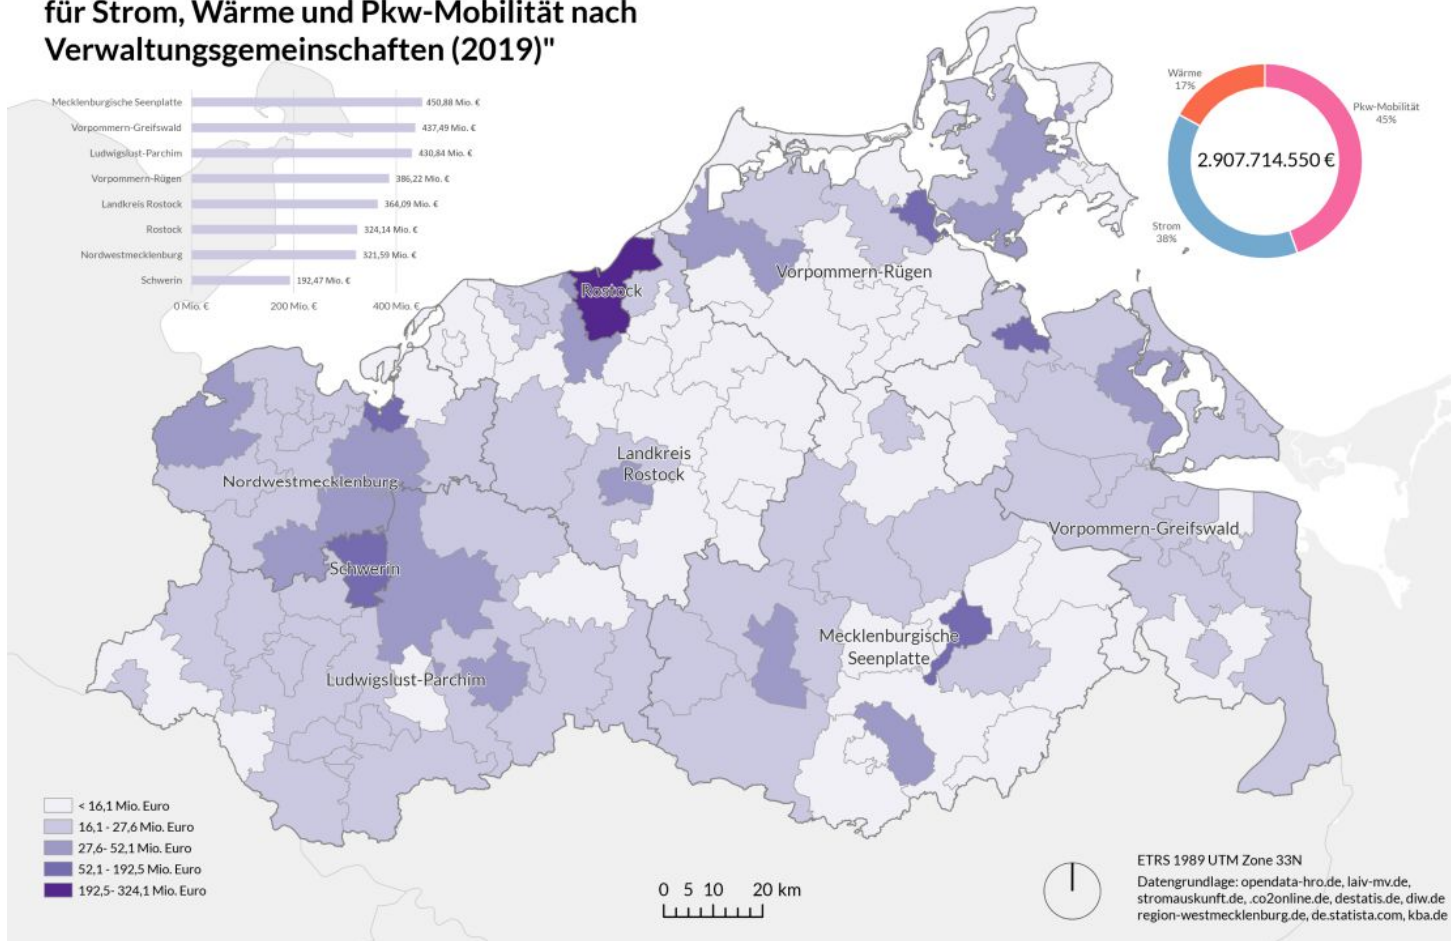 für Strom, Wärme und Pkw-Mobilität nach
Verwaltungsgemeinschaften (2019)"
Mecklenburgische Seenplatte 450,88 Mio. €
Vorpommern-Greifswald 437,49 Mio. €
Ludwigslust-Parchim 430,84 Mio. €
Vorpommern-Rügen 386,22 Mio. €
Landkreis Rostock 364,09 Mio. €
Rostock 324,14 Mio. €
Nordwestmecklenburg 321,59 Mio. €
Schwerin 192,47 Mio. €
0 Mio. € 200 Mio. € 400 Mio. €
Wärme
17%
Pkw-Mobilität
45%
2.907.714.550 €
Strom
38%
Vorpommern-Rügen
Rostock
Landkreis
Rostock
Nordwestmecklenburg
Vorpommern-Greifswald
Schwerin
Mecklenburgische
Seenplatte
Ludwigslust-Parchim
< 16,1 Mio. Euro
16,1 - 27,6 Mio. Euro
27,6- 52,1 Mio. Euro
52,1 - 192,5 Mio. Euro
192,5- 324,1 Mio. Euro
0 5 10 20 km
ETRS 1989 UTM Zone 33N
Datengrundlage: opendata-hro.de, laiv-mv.de,
stromauskunft.de, .co2online.de, destatis.de, diw.de
region-westmecklenburg.de, de.statista.com, kba.de